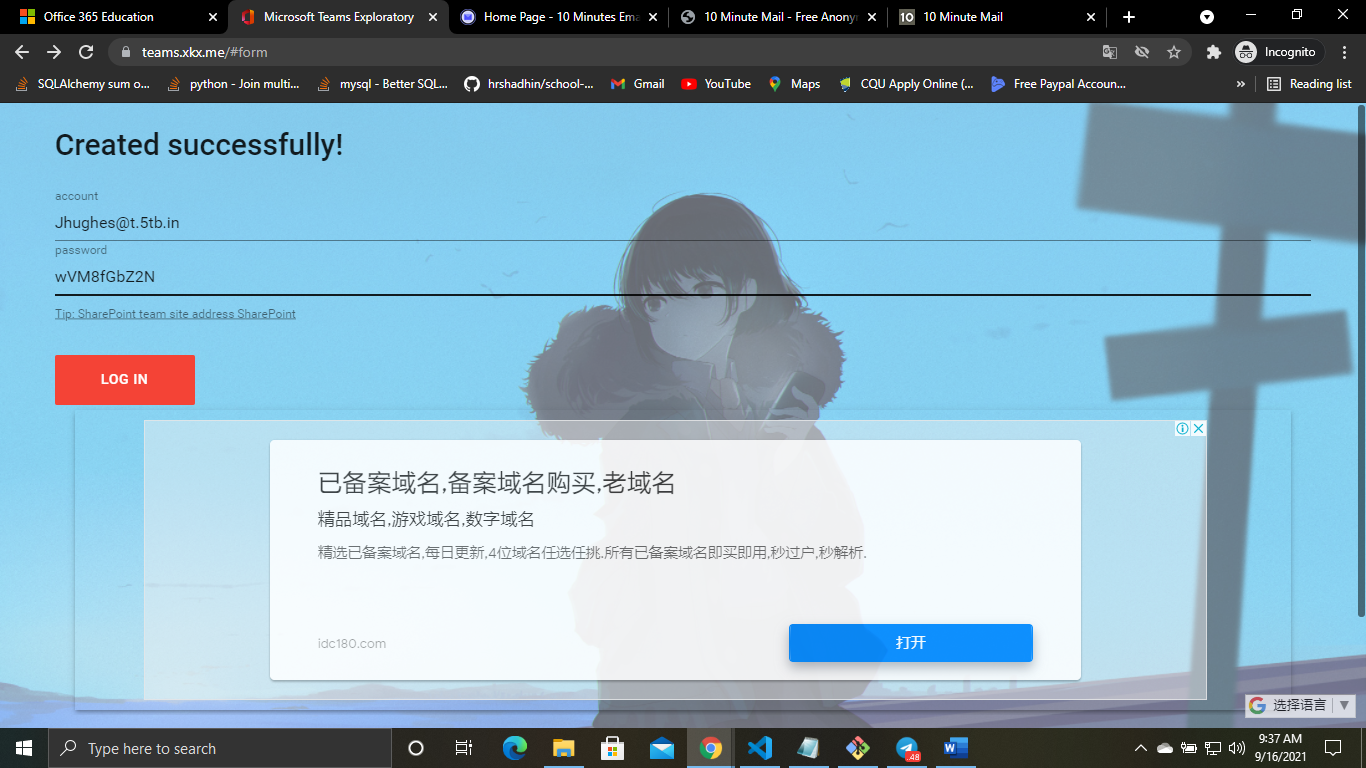 Office 365 Education
Microsoft Teams Exploratory
Home Page - 10 Minutes Ema
10 Minute Mail - Free Anony
10 Minute Mail
teams.xkx.me/#form
Incognito
SQLAlchemy sum o...
python - Join multi...
mysql - Better SQL...
hrshadhin/school-...
Gmail
YouTube
Maps
CQU Apply Online (...
Free Paypal Accoun...
»
Reading list
Created successfully!
account
Jhughes@t.5tb.in
password
wVM8fGbZ2N
Tip: SharePoint team site address SharePoint
LOG IN
已备案域名,备案域名购买,老域名
精品域名,游戏域名,数字域名
精选已备案域名,每日更新,4位域名任选任挑.所有已备案域名即买即用,秒过户,秒解析.
idc180.com
打开
选择语言
Type here to search
48
9:37 AM
9/16/2021